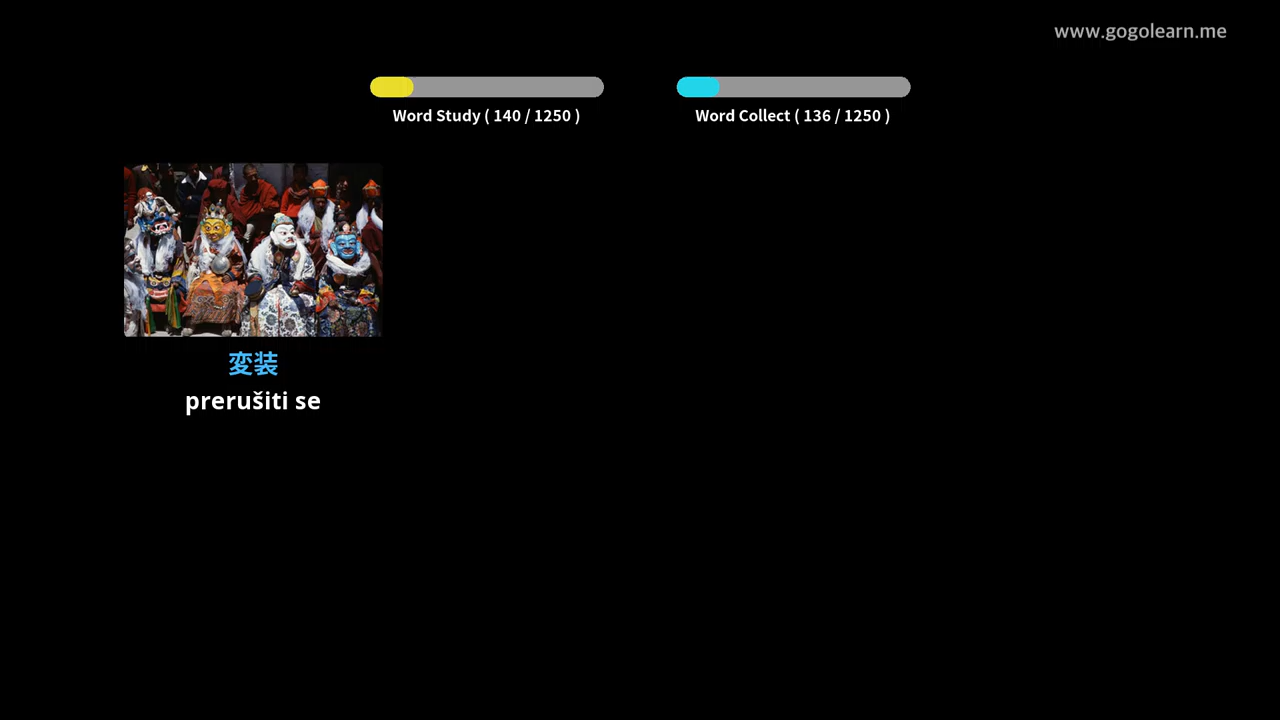 www.gogolearn.me
Word Study ( 140 / 1250 )
Word Collect ( 136 / 1250 )
変装
prerušiti se